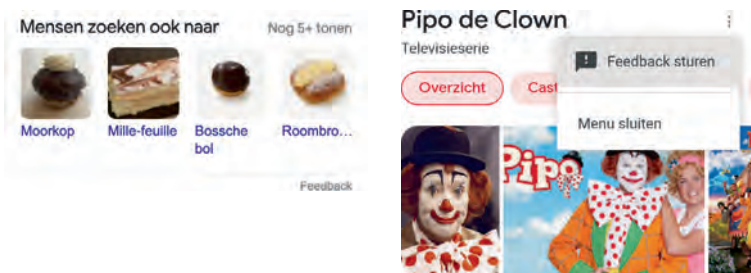 Mensen zoeken ook naar
Nog 5+ tonen
Moorkop
Mille-feuille
Bossche
bol
Roombro...
Feedback
Pipo de Clown
Televisieserie
Feedback sturen
Overzicht
Cast
Menu sluiten
Pipo